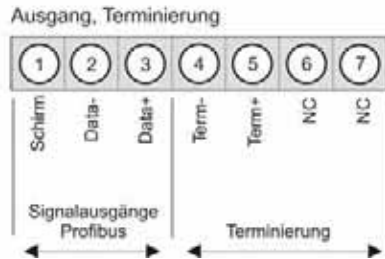 Ausgang, Terminierung
1 2 3 4 5 6 7
Schirm Data- Data+ Term- Term+ NC NC
Signalausgänge Terminierung
Profibus